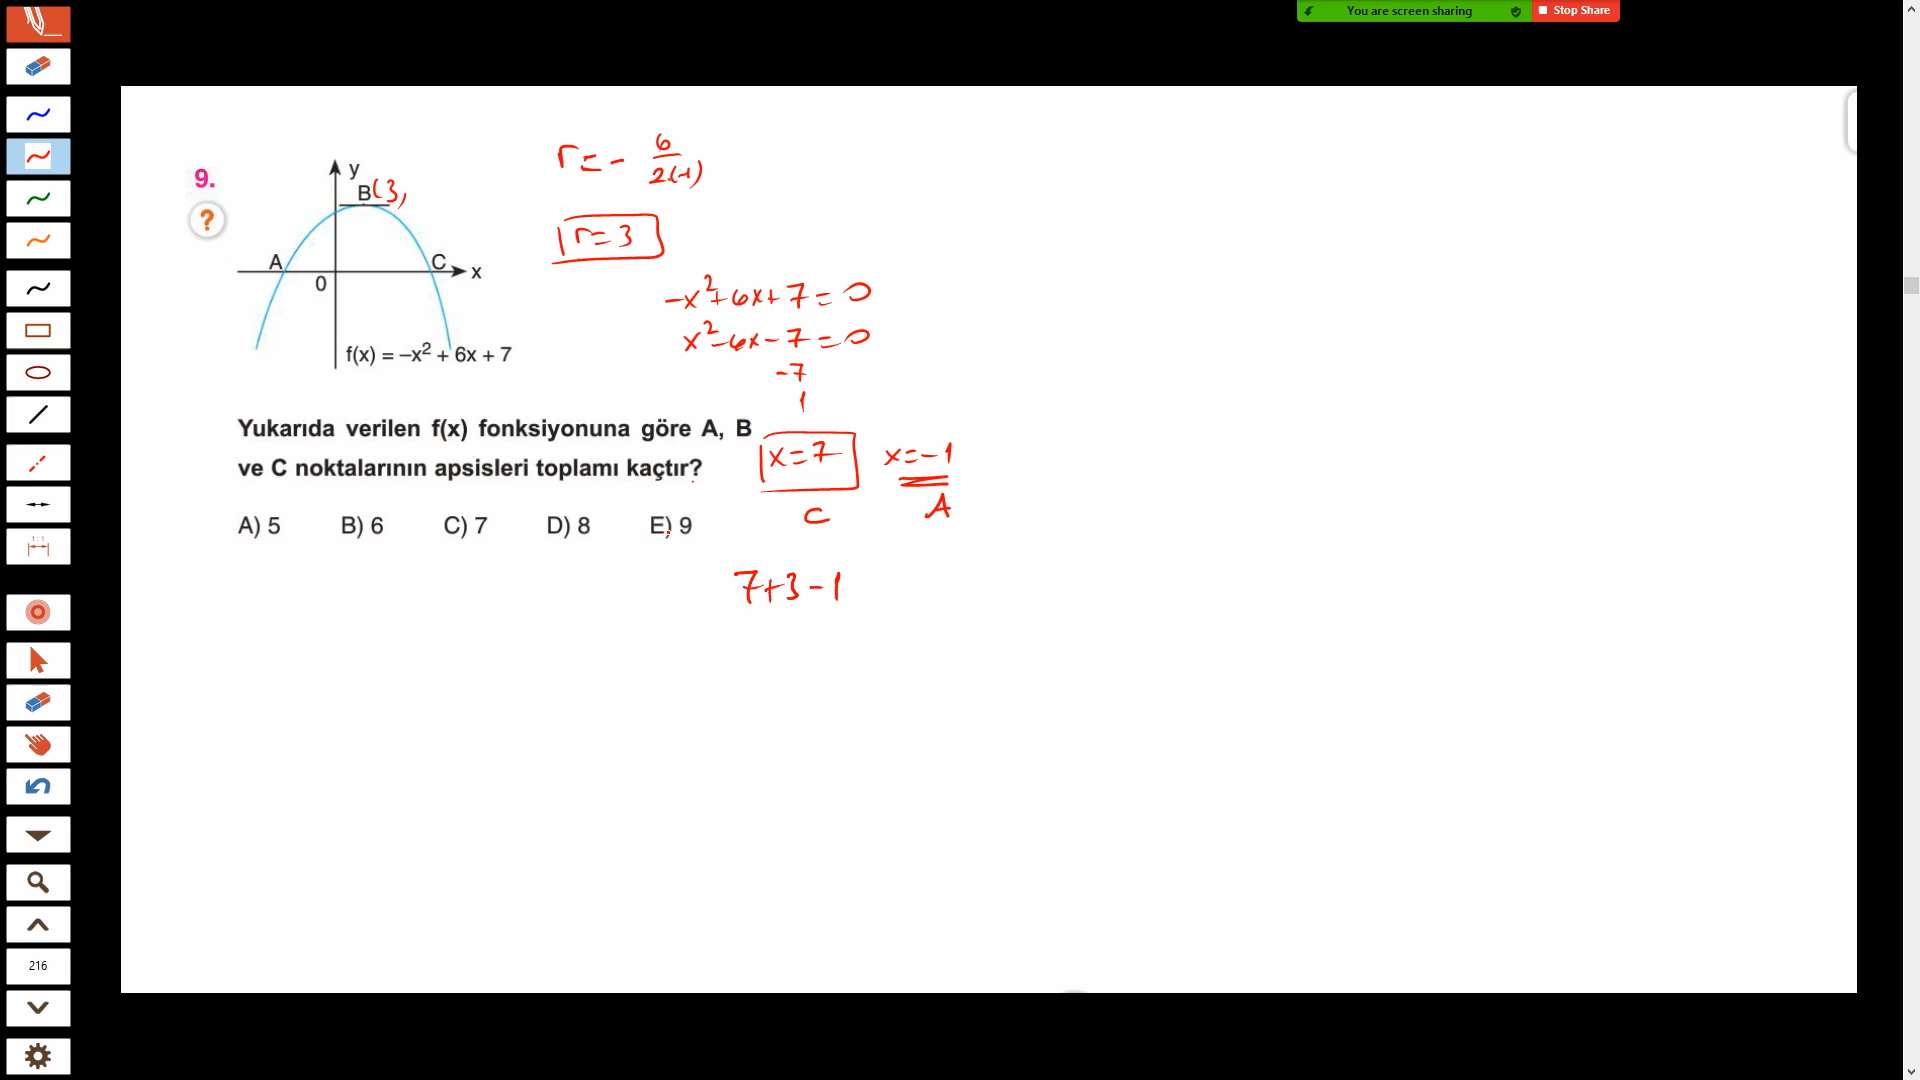 You are screen sharing
Stop Share
9.
?
y
B(3,
A
C
x
0
f(x) = –x² + 6x + 7
r = - 6/2(-1)
r = 3
-x² + 6x + 7 = 0
x² - 6x - 7 = 0
-7
1
Yukarıda verilen f(x) fonksiyonuna göre A, B
ve C noktalarının apsisleri toplamı kaçtır?
x = 7
x = -1
C
A
A) 5 B) 6 C) 7 D) 8 E) 9
7+3-1
1:1
216